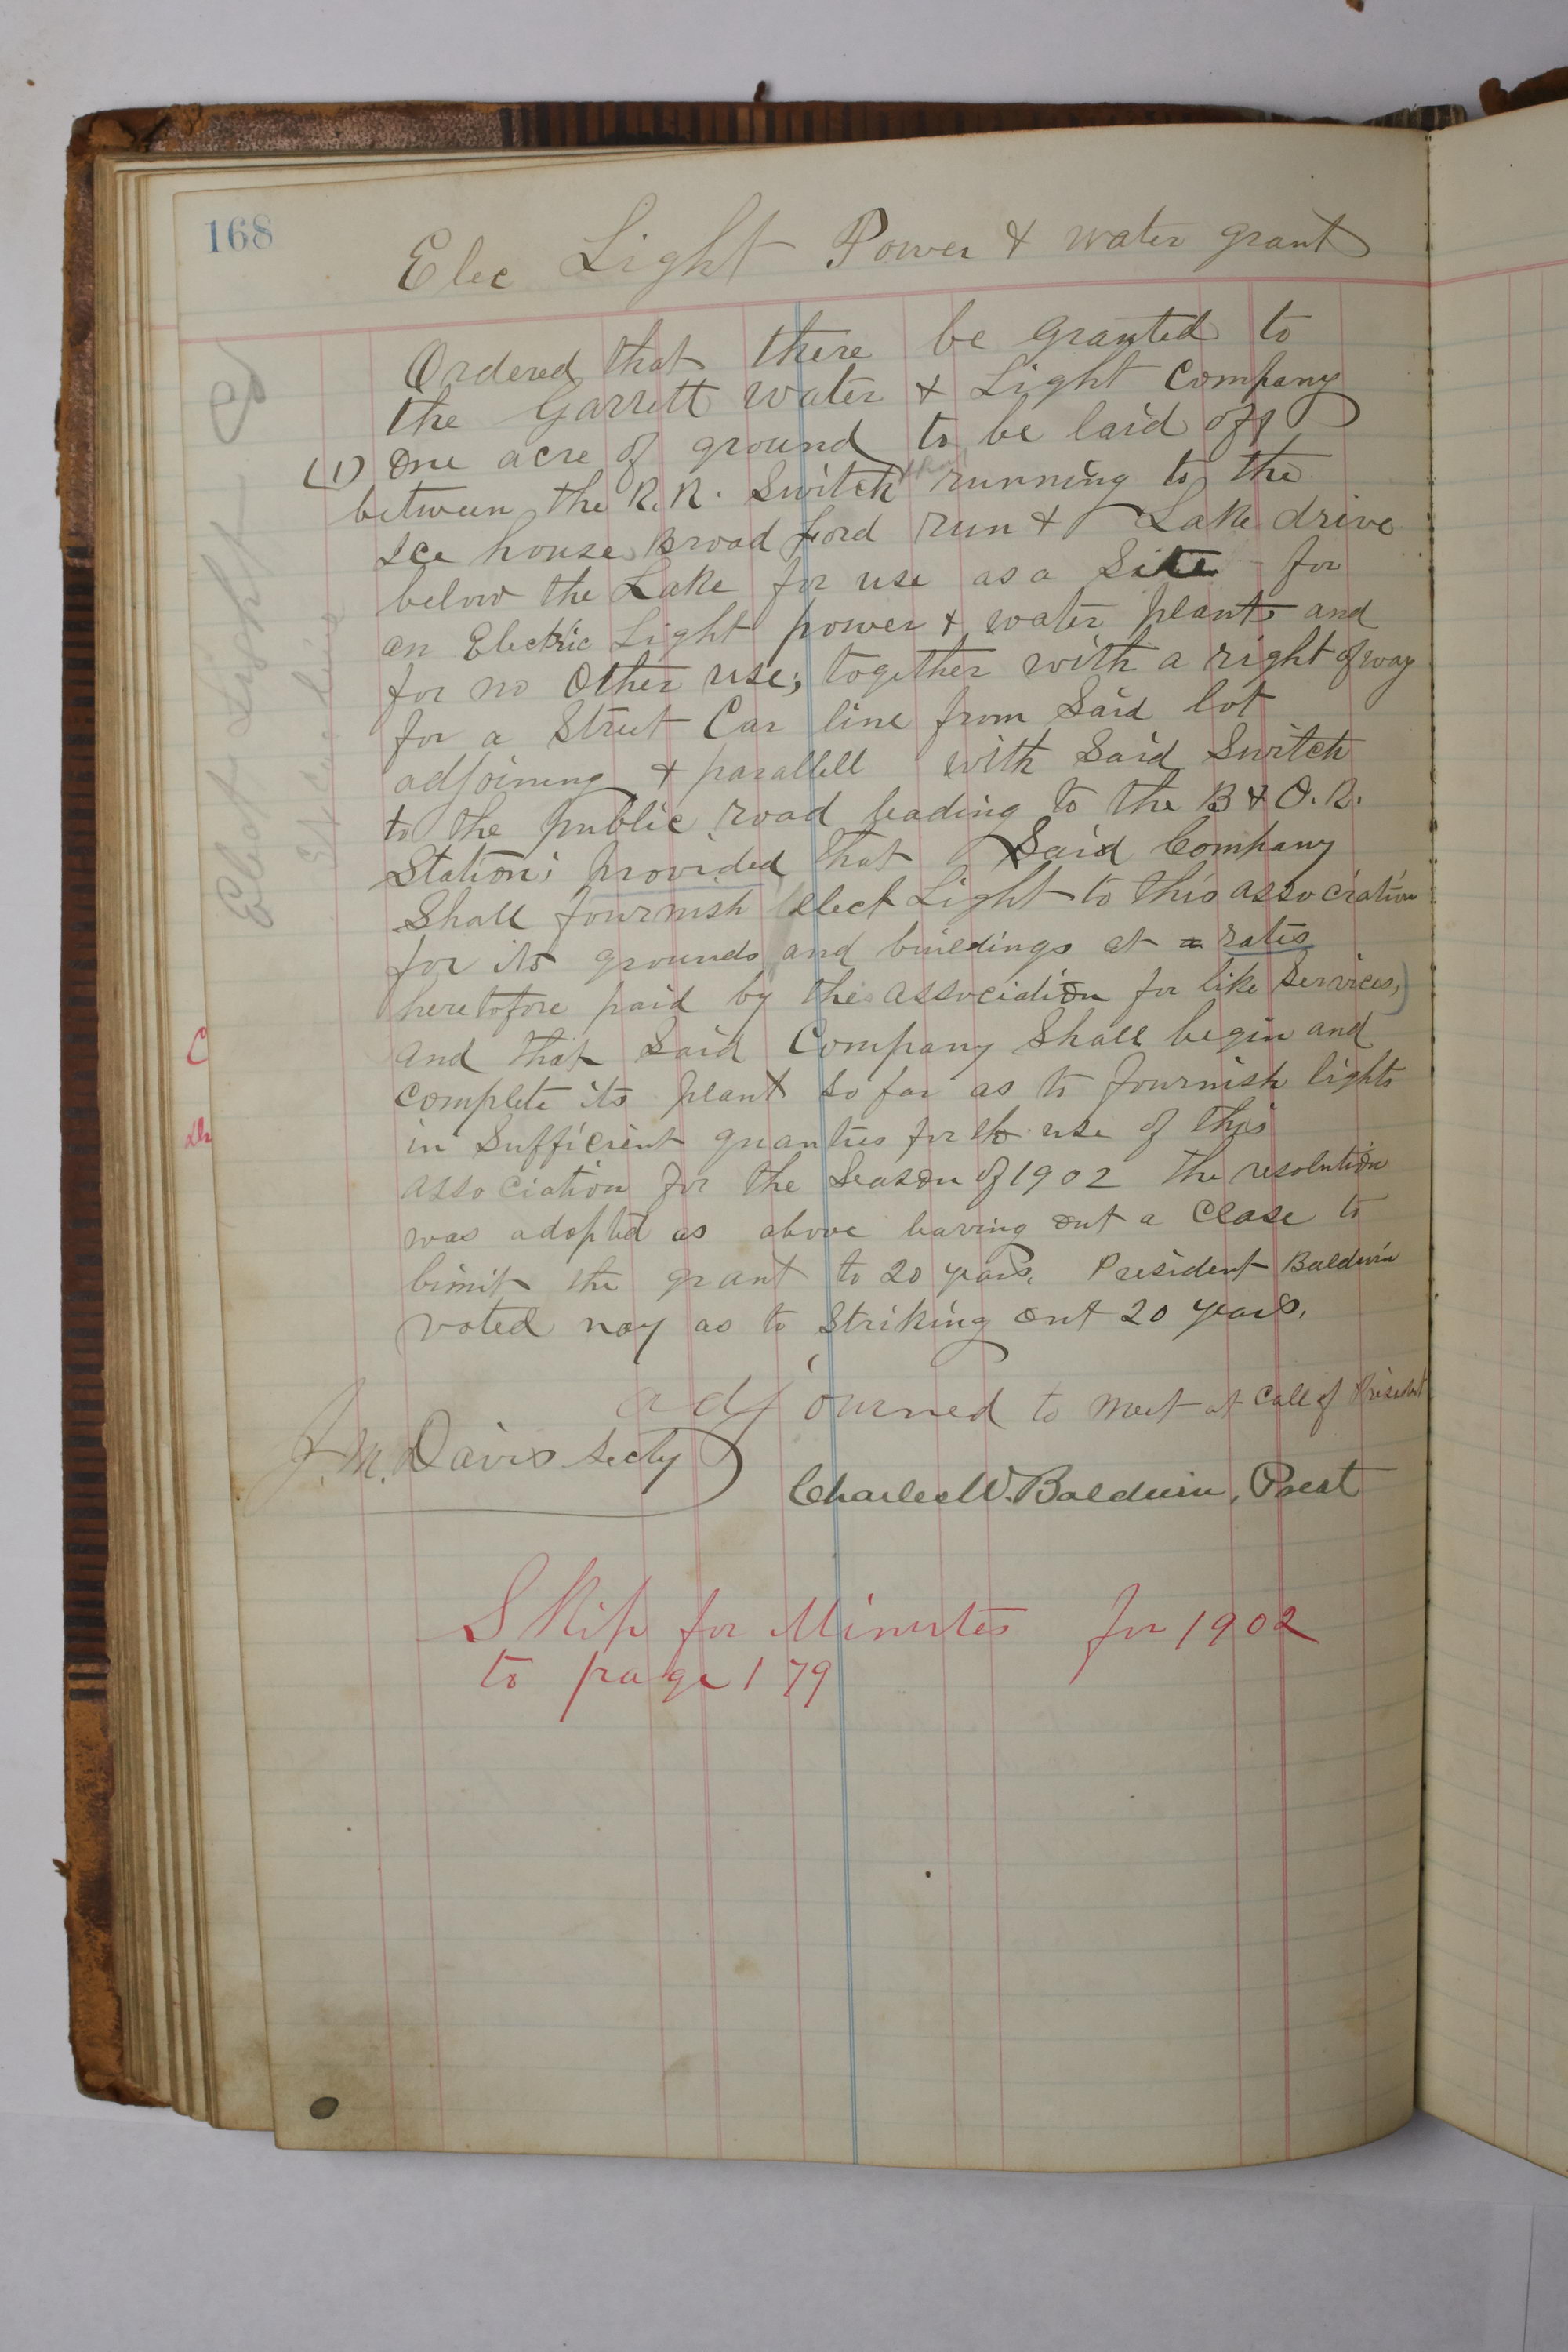 168
Elec Light Power & water grant
Ordered that there be granted to
the Garrett water & Light Company
(1) One acre of ground to be laid off
between the R.R. Switch running to the
Ice house, Broad ford run & Lake drive
below the Lake for use as a Site for
an Electric Light power & water plant and
for no Other use; together with a right of way
for a Street Car line from Said lot
adjoining & parallell with Said Switch
to the public road leading to the B & O. R.
Station; provided that Said Company
Shall fournish elect Light to this association
for its grounds and buildings at rates
heretofore paid by the association for like services,)
and that Said Company Shall begin and
complete its plant so far as to fournish lights
in Sufficient quanties for the use of this
association for the Season of 1902 The resolution
was adopted as above leaving out a Clase to
limit the grant to 20 years. President Baldwin
voted nay as to Striking out 20 years.
adjourned to meet at Call of President
J. M. Davis Secty
Charles W. Baldwin, Prest
Skip for Minutes for 1902
to page 179
Elect Light
C